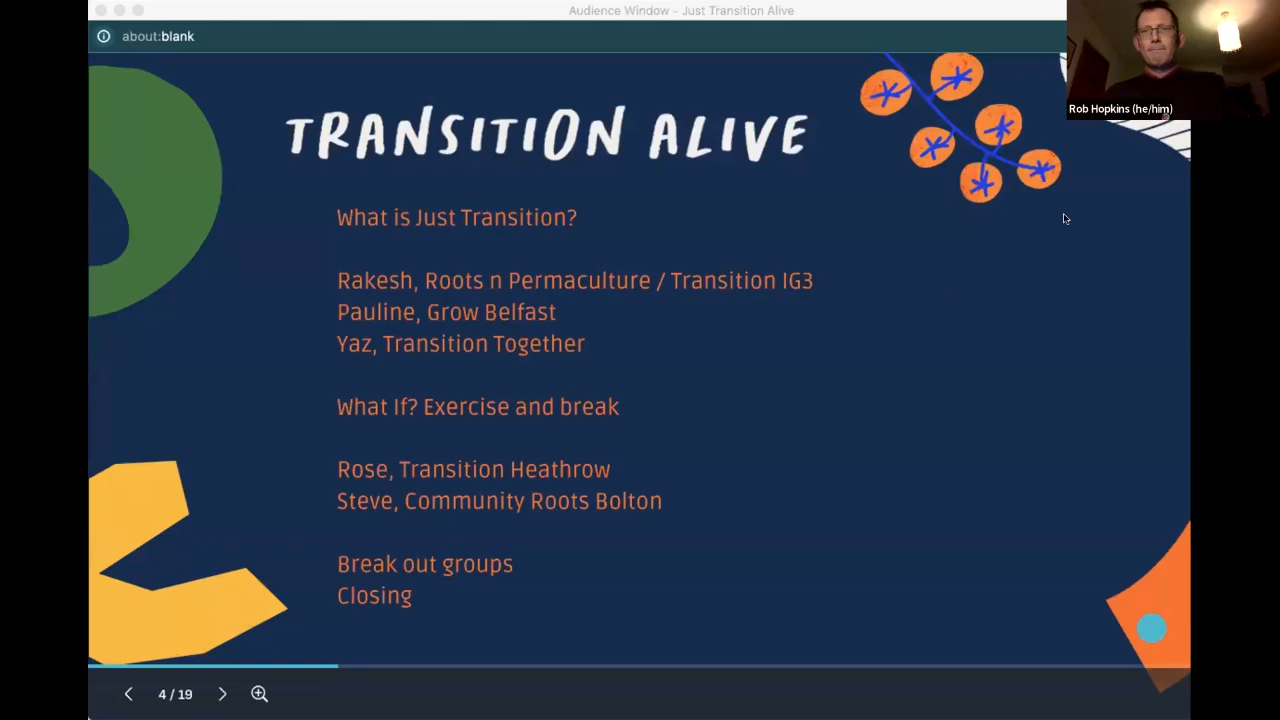 Audience Window - Just Transition Alive
about:blank
Rob Hopkins (he/him)
TRANSITION ALIVE
What is Just Transition?
Rakesh, Roots n Permaculture / Transition IG3
Pauline, Grow Belfast
Yaz, Transition Together
What If? Exercise and break
Rose, Transition Heathrow
Steve, Community Roots Bolton
Break out groups
Closing
4 / 19